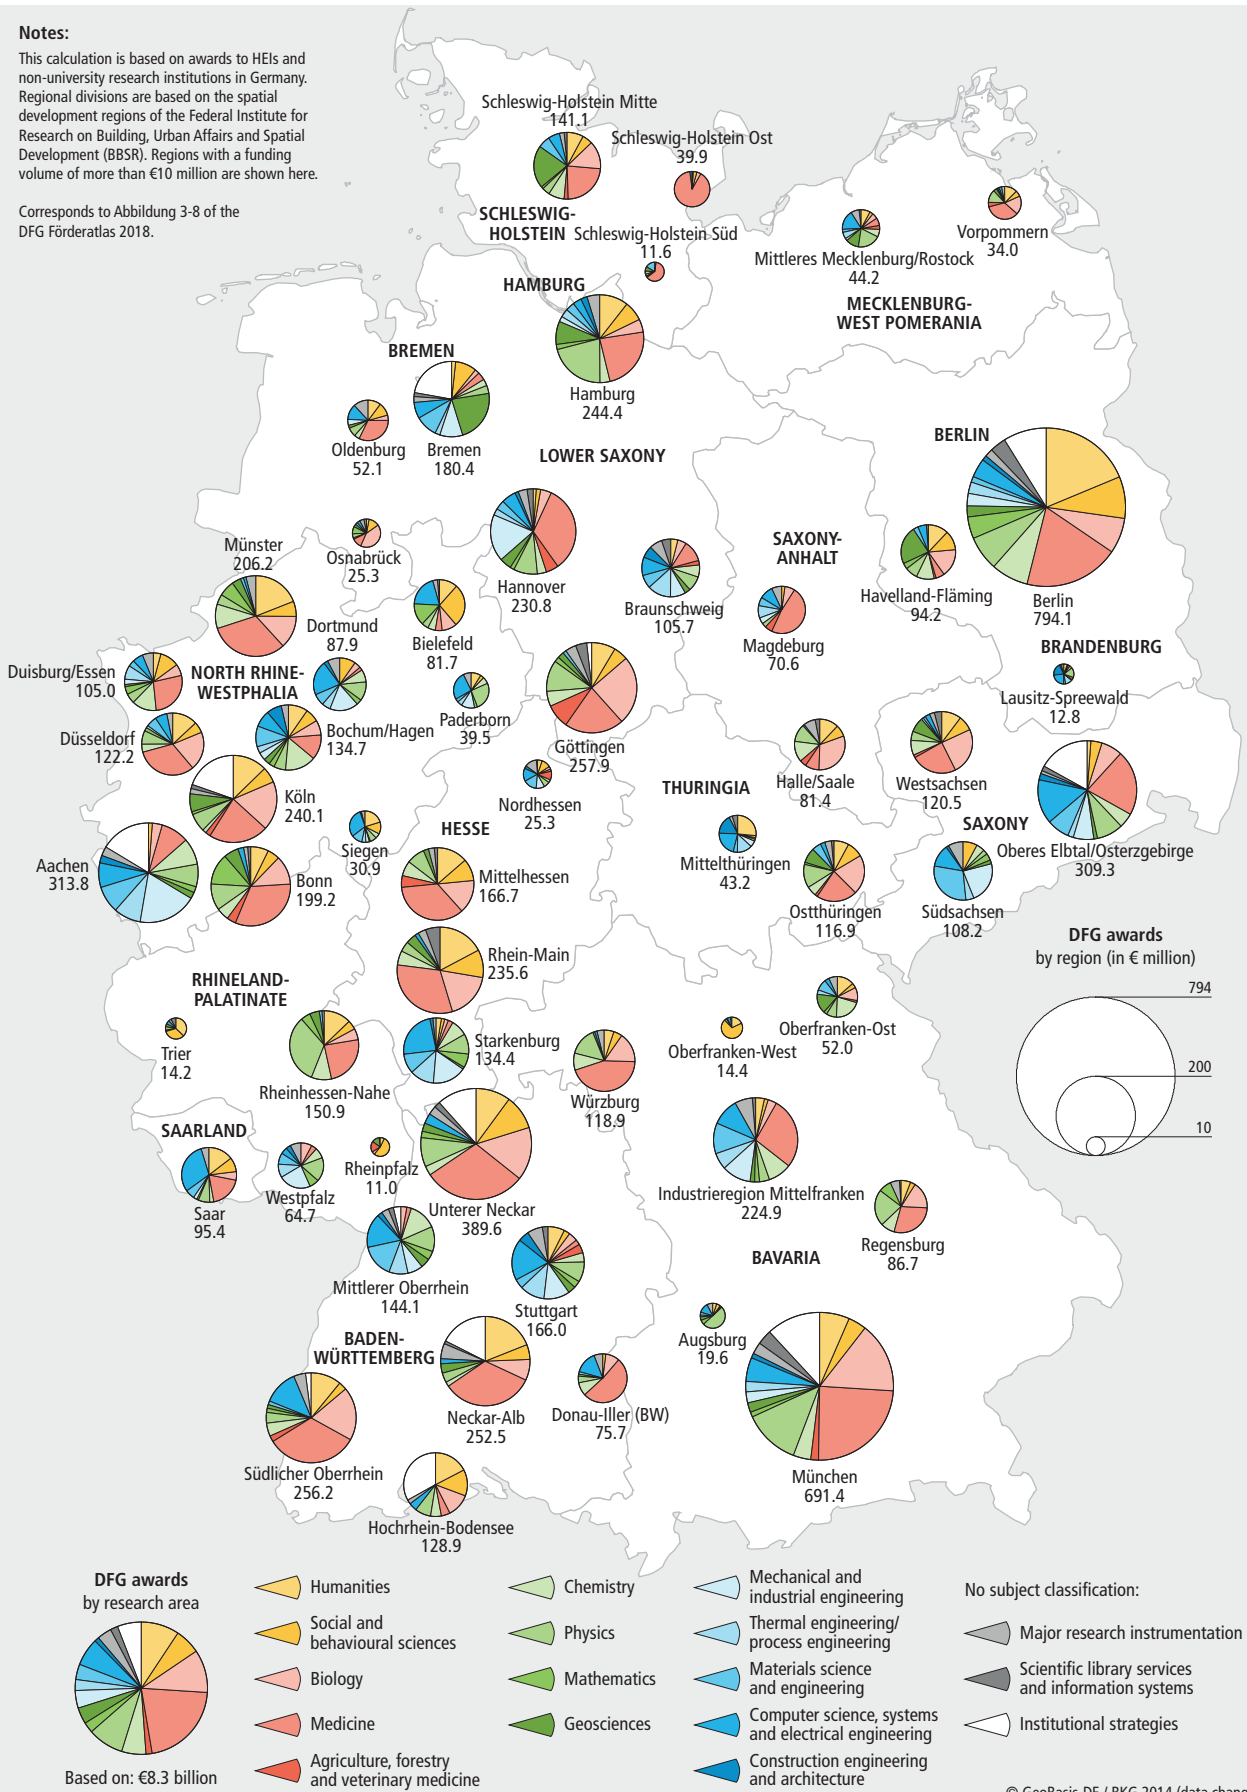 Notes:
This calculation is based on awards to HEIs and
non-university research institutions in Germany.
Regional divisions are based on the spatial
development regions of the Federal Institute for
Research on Building, Urban Affairs and Spatial
Development (BBSR). Regions with a funding
volume of more than €10 million are shown here.
Corresponds to Abbildung 3-8 of the
DFG Förderatlas 2018.
Schleswig-Holstein Mitte
141.1
Schleswig-Holstein Ost
39.9
SCHLESWIG-
HOLSTEIN
Schleswig-Holstein Süd
11.6
Vorpommern
34.0
Mittleres Mecklenburg/Rostock
44.2
MECKLENBURG-
WEST POMERANIA
HAMBURG
Hamburg
244.4
BREMEN
Oldenburg
52.1
Bremen
180.4
LOWER SAXONY
BERLIN
Berlin
794.1
Osnabrück
25.3
Hannover
230.8
Braunschweig
105.7
SAXONY-
ANHALT
Magdeburg
70.6
Havelland-Fläming
94.2
BRANDENBURG
Lausitz-Spreewald
12.8
Münster
206.2
Dortmund
87.9
Bielefeld
81.7
Duisburg/Essen
105.0
NORTH RHINE-
WESTPHALIA
Paderborn
39.5
Göttingen
257.9
Düsseldorf
122.2
Bochum/Hagen
134.7
Köln
240.1
Nordhessen
25.3
THURINGIA
Halle/Saale
81.4
Westsachsen
120.5
SAXONY
Oberes Elbtal/Osterzgebirge
309.3
Siegen
30.9
HESSE
Aachen
313.8
Bonn
199.2
Mittelhessen
166.7
Mittelthüringen
43.2
Ostthüringen
116.9
Südsachsen
108.2
Rhein-Main
235.6
RHINELAND-
PALATINATE
Trier
14.2
Rheinhessen-Nahe
150.9
Starkenburg
134.4
Würzburg
118.9
Oberfranken-West
14.4
Oberfranken-Ost
52.0
DFG awards
by region (in € million)
794
200
10
SAARLAND
Saar
95.4
Westpfalz
64.7
Rheinpfalz
11.0
Unterer Neckar
389.6
Industrieregion Mittelfranken
224.9
Regensburg
86.7
BAVARIA
Mittlerer Oberrhein
144.1
Stuttgart
166.0
BADEN-
WÜRTTEMBERG
Neckar-Alb
252.5
Donau-Iller (BW)
75.7
Augsburg
19.6
München
691.4
Südlicher Oberrhein
256.2
Hochrhein-Bodensee
128.9
DFG awards
by research area
Based on: €8.3 billion
Humanities
Social and
behavioural sciences
Biology
Medicine
Agriculture, forestry
and veterinary medicine
Chemistry
Physics
Mathematics
Geosciences
Mechanical and
industrial engineering
Thermal engineering/
process engineering
Materials science
and engineering
Computer science, systems
and electrical engineering
Construction engineering
and architecture
No subject classification:
Major research instrumentation
Scientific library services
and information systems
Institutional strategies
© GeoBasis-DE / BKG 2014 (data